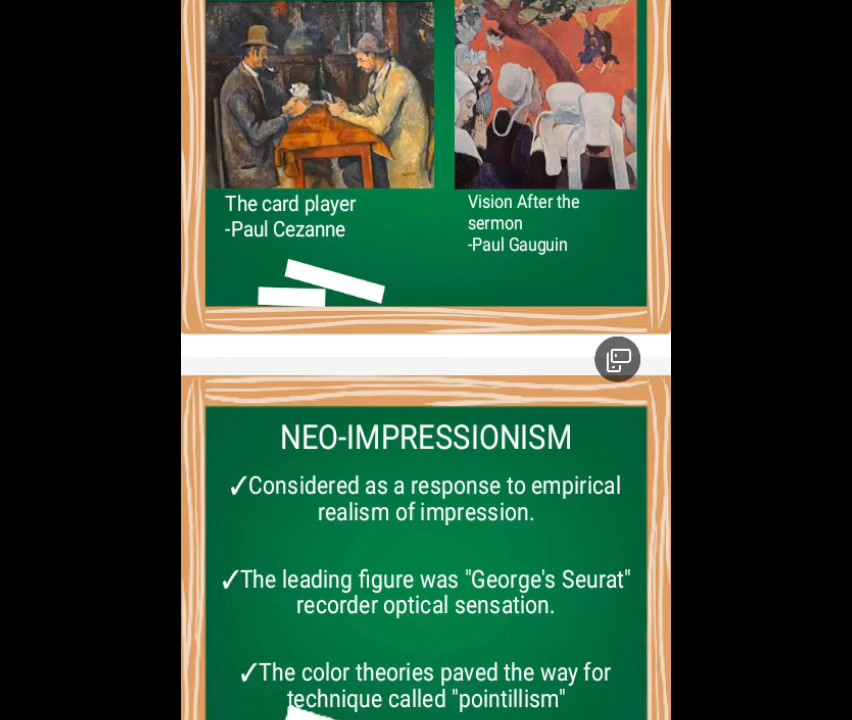 The card player
-Paul Cezanne
Vision After the
sermon
-Paul Gauguin
NEO-IMPRESSIONISM
✓Considered as a response to empirical
realism of impression.
✓The leading figure was "George's Seurat"
recorder optical sensation.
✓The color theories paved the way for
technique called "pointillism"